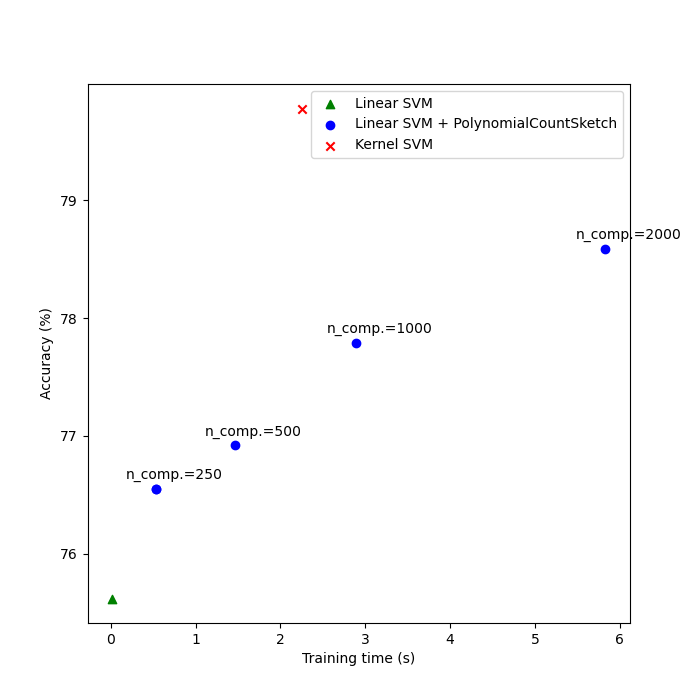 Linear SVM
Linear SVM + PolynomialCountSketch
Kernel SVM
79
n_comp.=2000
78
n_comp.=1000
77
n_comp.=500
n_comp.=250
76
0 1 2 3 4 5 6
Training time (s)
Accuracy (%)